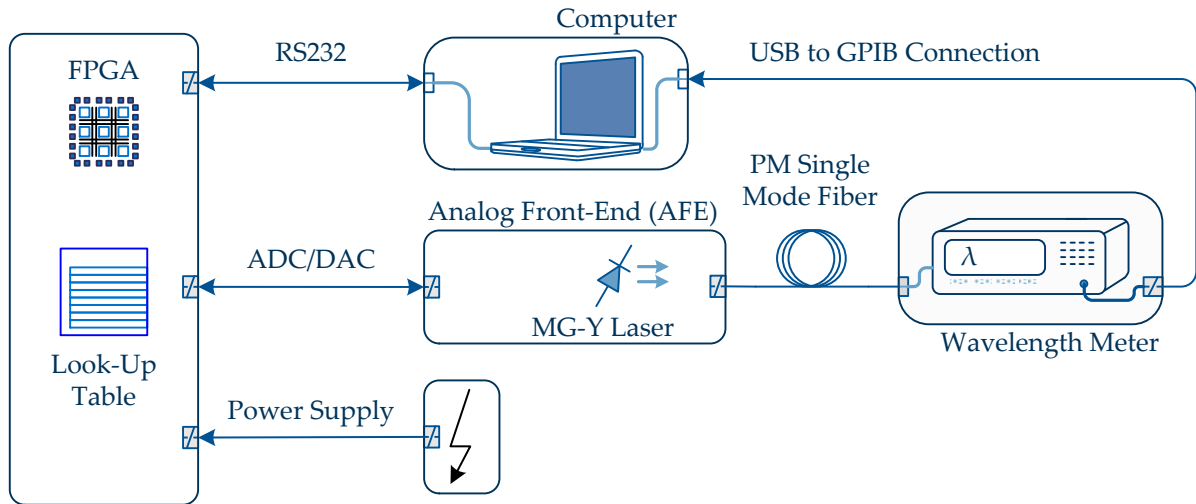 Computer
RS232
USB to GPIB Connection
FPGA
PM Single
Mode Fiber
Analog Front-End (AFE)
ADC/DAC
λ
MG-Y Laser
Wavelength Meter
Look-Up
Table
Power Supply